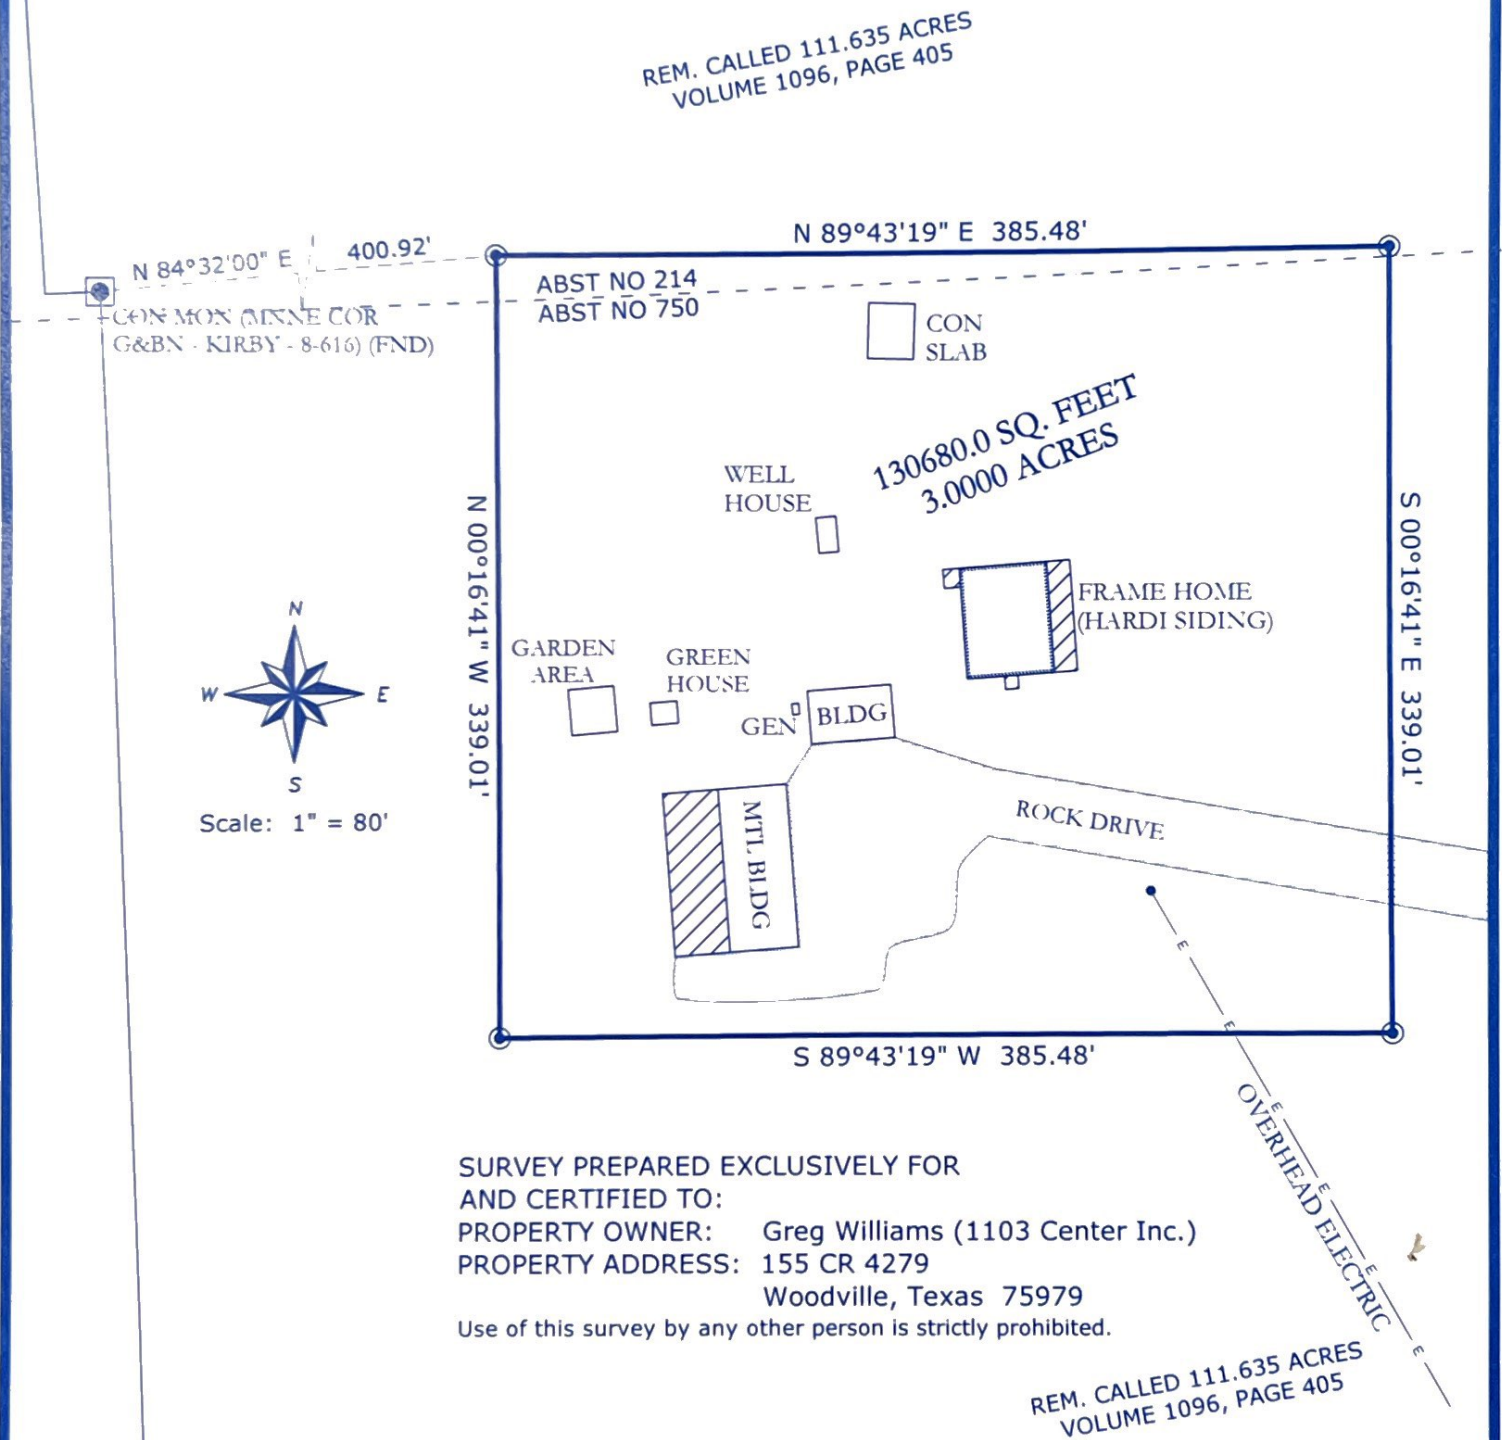 REM. CALLED 111.635 ACRES
VOLUME 1096, PAGE 405
N 89°43'19" E 385.48'
N 84°32'00" E 400.92'
ABST NO 214
ABST NO 750
CON MON
COR
G&BN - KIRBY - 8-616) (FND)
CON
SLAB
130680.0 SQ. FEET
3.0000 ACRES
WELL
HOUSE
N 00°16'41" W 339.01'
S 00°16'41" E 339.01'
FRAME HOME
(HARDI SIDING)
N
W
E
S
Scale: 1" = 80'
GARDEN
AREA
GREEN
HOUSE
GEN
BLDG
MTL BLDG
ROCK DRIVE
E
E
S 89°43'19" W 385.48'
E
E
E
E
OVERHEAD ELECTRIC
SURVEY PREPARED EXCLUSIVELY FOR
AND CERTIFIED TO:
PROPERTY OWNER: Greg Williams (1103 Center Inc.)
PROPERTY ADDRESS: 155 CR 4279
Woodville, Texas 75979
Use of this survey by any other person is strictly prohibited.
REM. CALLED 111.635 ACRES
VOLUME 1096, PAGE 405